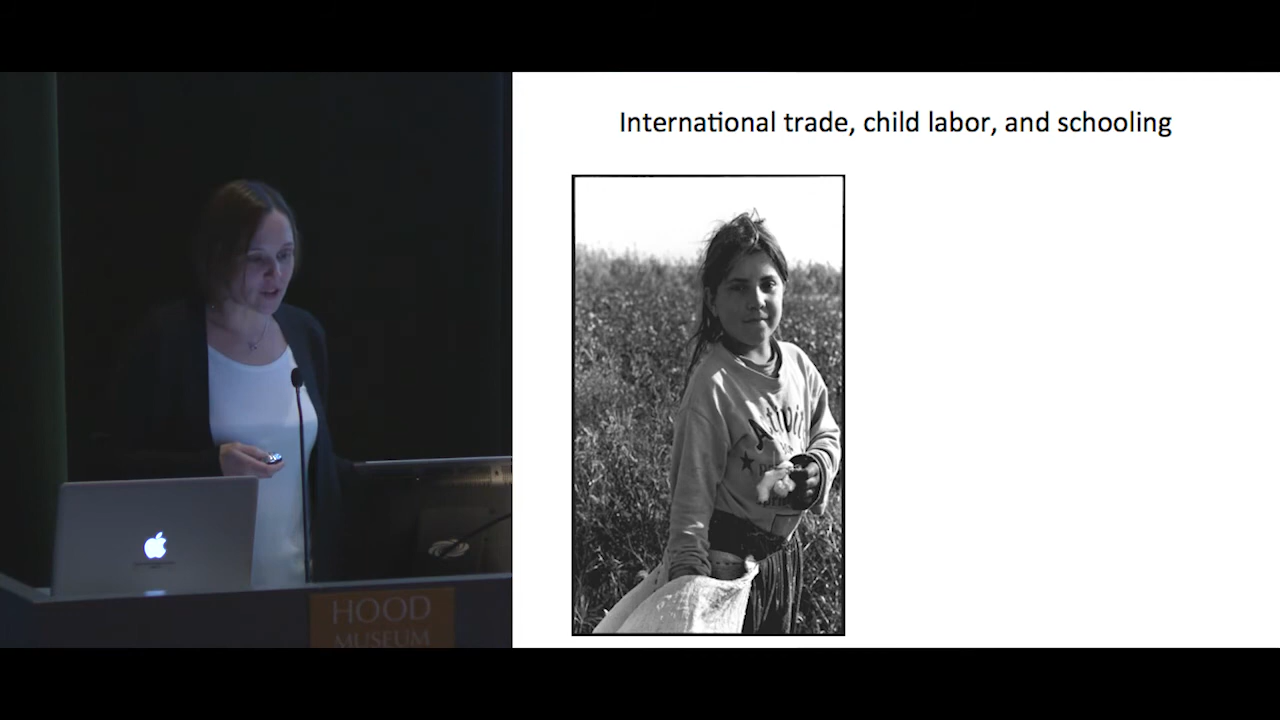 International trade, child labor, and schooling
HOOD
MUSEUM